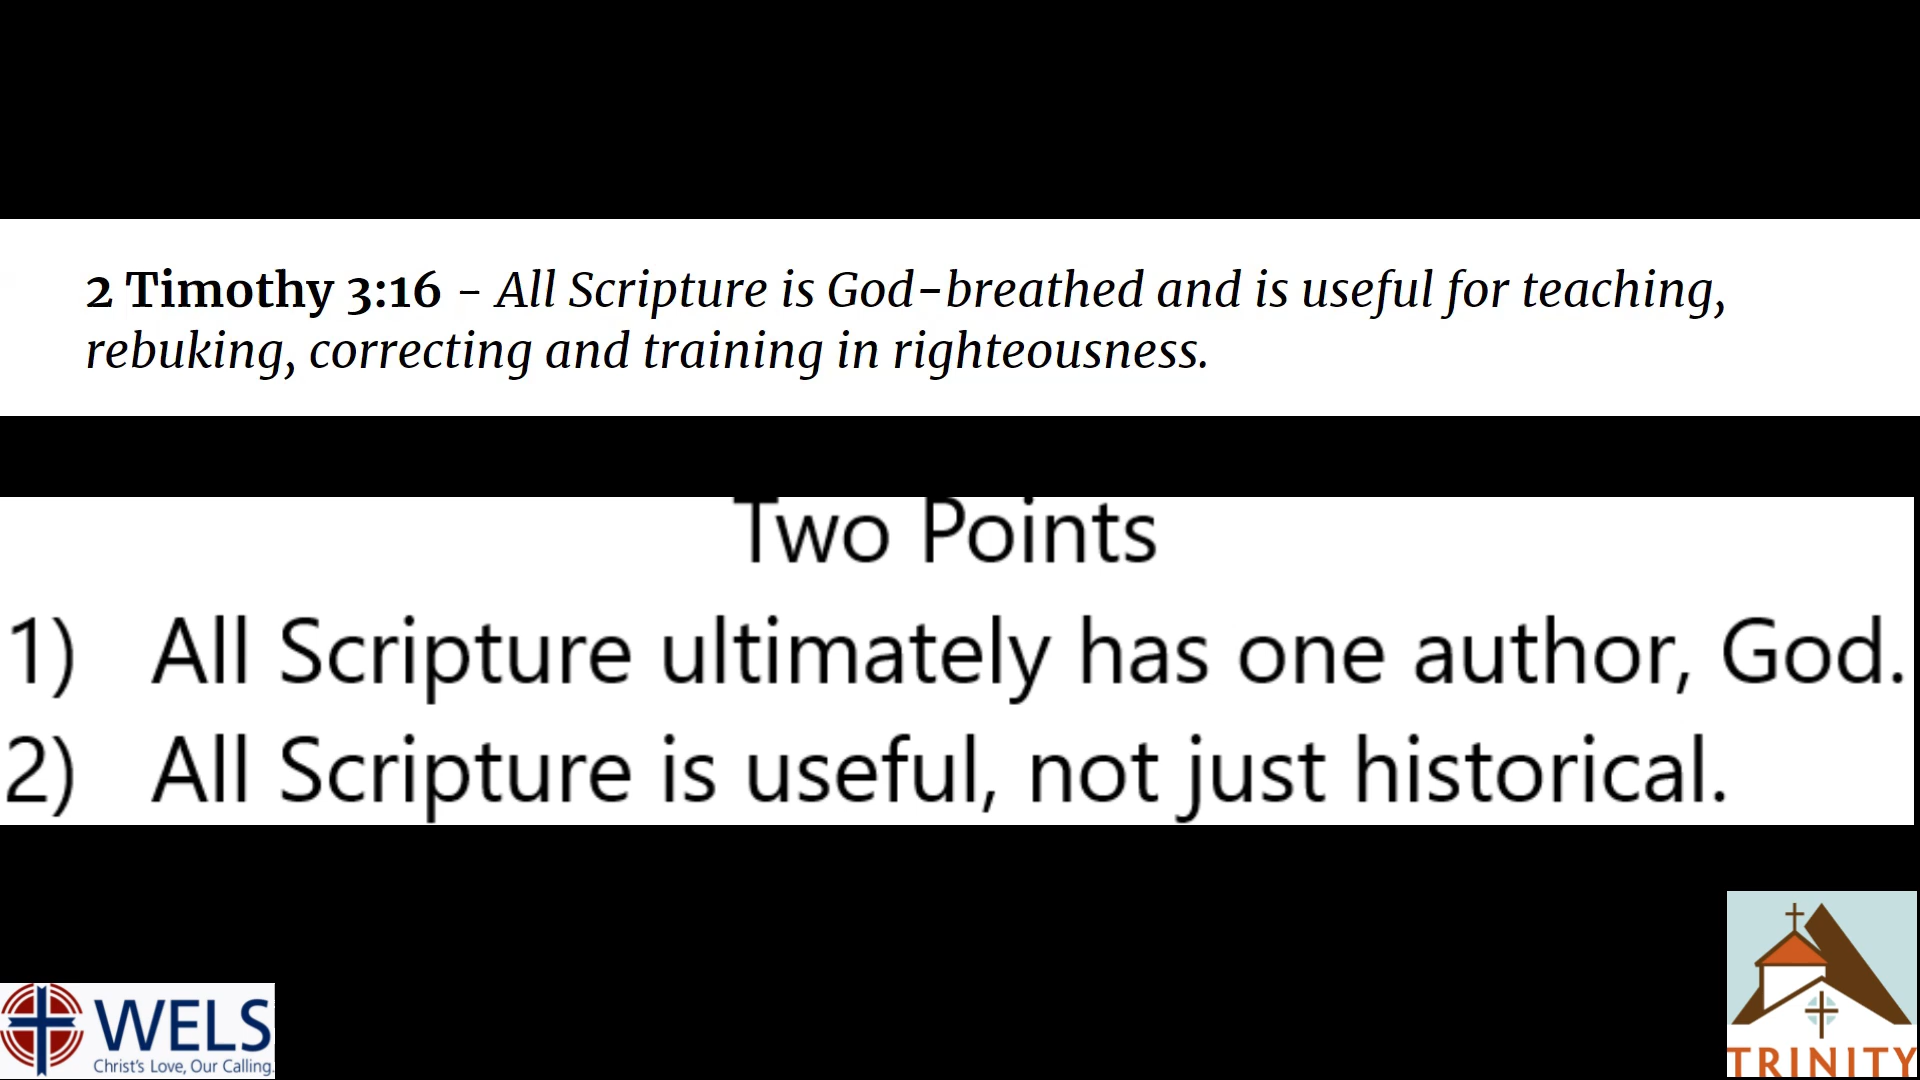 2 Timothy 3:16 – All Scripture is God-breathed and is useful for teaching,
rebuking, correcting and training in righteousness.
Two Points
1) All Scripture ultimately has one author, God.
2) All Scripture is useful, not just historical.
WELS
Christ's Love, Our Calling.
TRINITY